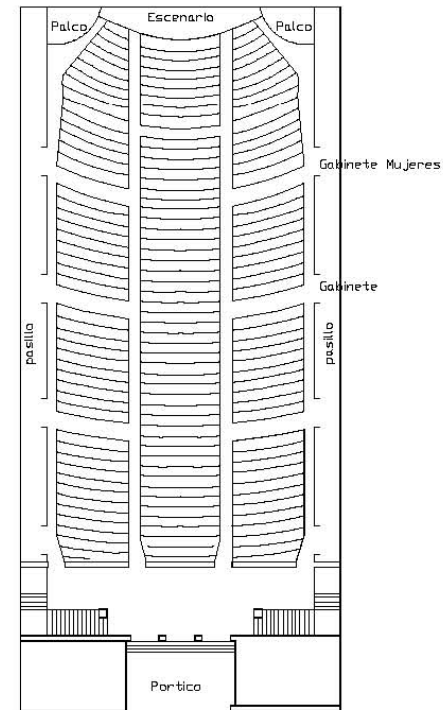 Escenario
Palco
Palco
Gabinete Mujeres
Gabinete
pasillo
pasillo
Portico